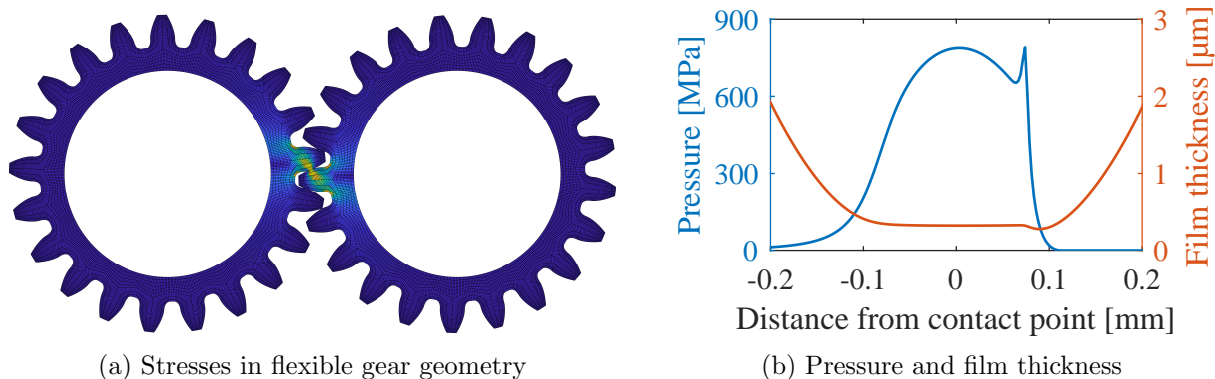 900
600
300
0
Pressure [MPa]
3
2
1
0
Film thickness [μm]
-0.2
-0.1
0
0.1
0.2
Distance from contact point [mm]
(a) Stresses in flexible gear geometry
(b) Pressure and film thickness